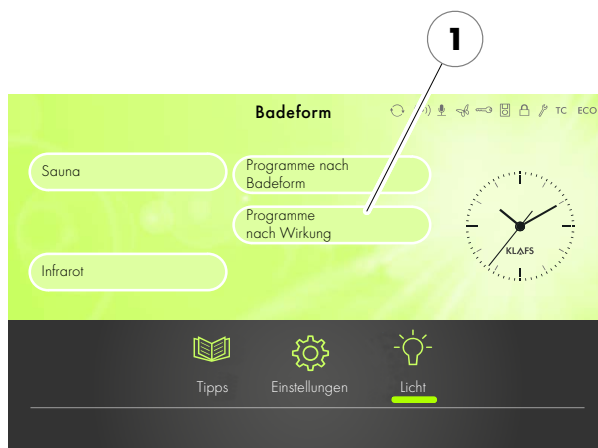 1
Badeform
TC ECO
Sauna
Programme nach
Badeform
Programme
nach Wirkung
Infrarot
KLAFS
Tipps
Einstellungen
Licht